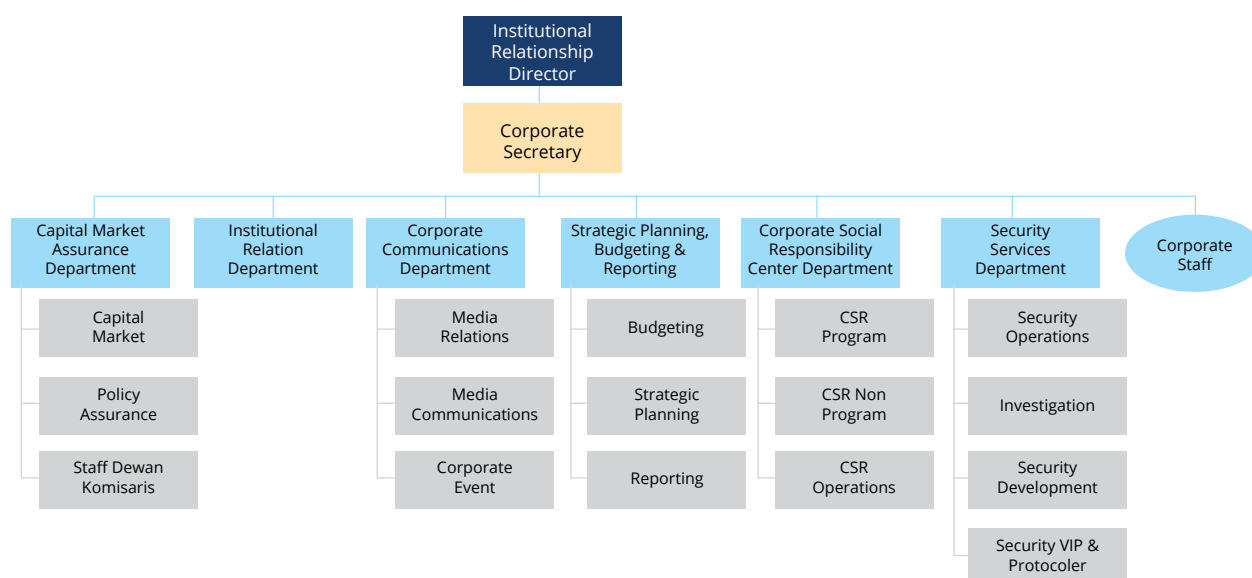 Institutional
Relationship
Director
Corporate
Secretary
Capital Market
Assurance
Department
Institutional
Relation
Department
Corporate
Communications
Department
Strategic Planning,
Budgeting &
Reporting
Corporate Social
Responsibility
Center Department
Security
Services
Department
Corporate
Staff
Capital
Market
Policy
Assurance
Staff Dewan
Komisaris
Media
Relations
Media
Communications
Corporate
Event
Budgeting
Strategic
Planning
Reporting
CSR
Program
CSR Non
Program
CSR
Operations
Security
Operations
Investigation
Security
Development
Security VIP &
Protocoler